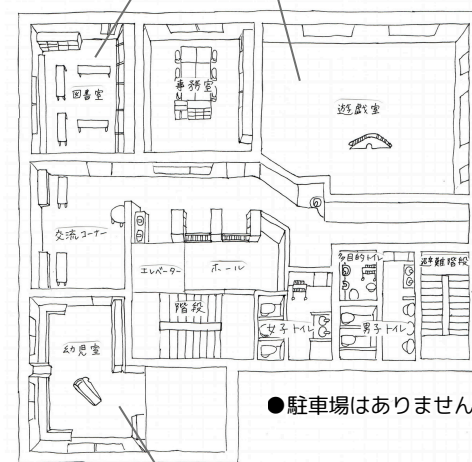 図書室
事務室
遊戯室
交流コーナー
エレベーター
ホール
多目的トイレ
避難階段
階段
女子トイレ
男子トイレ
幼児室
●駐車場はありません